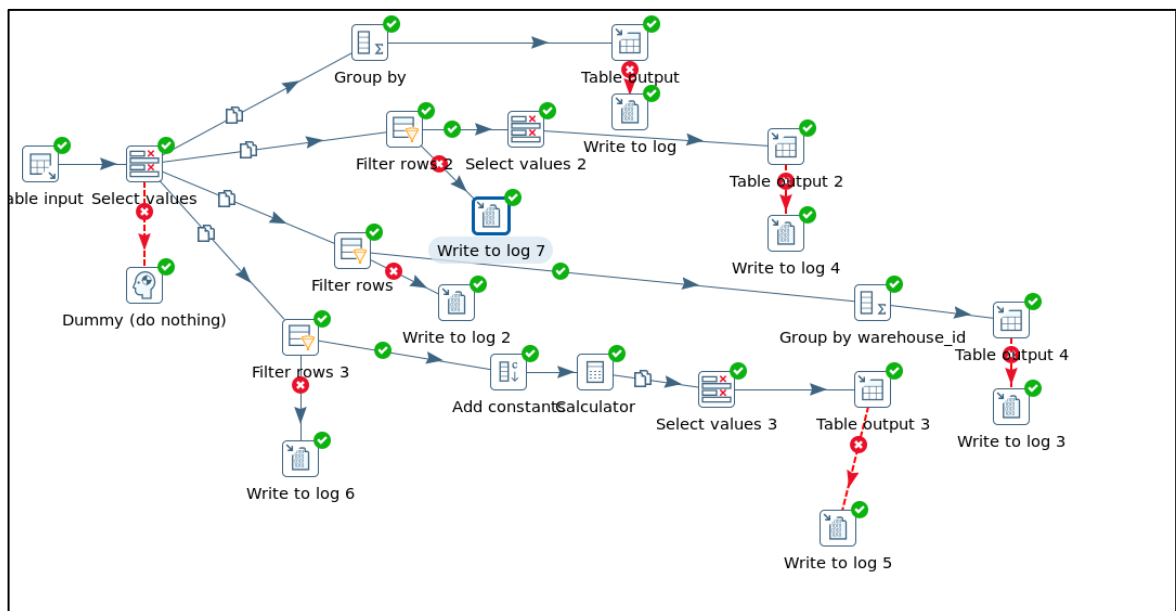 Group by
Table output
Write to log
Filter rows 2
Select values 2
Table output 2
able input
Select values
Write to log 7
Write to log 4
Filter rows
Dummy (do nothing)
Write to log 2
Group by warehouse_id
Table output 4
Filter rows 3
Add constants
Calculator
Select values 3
Table output 3
Write to log 3
Write to log 6
Write to log 5